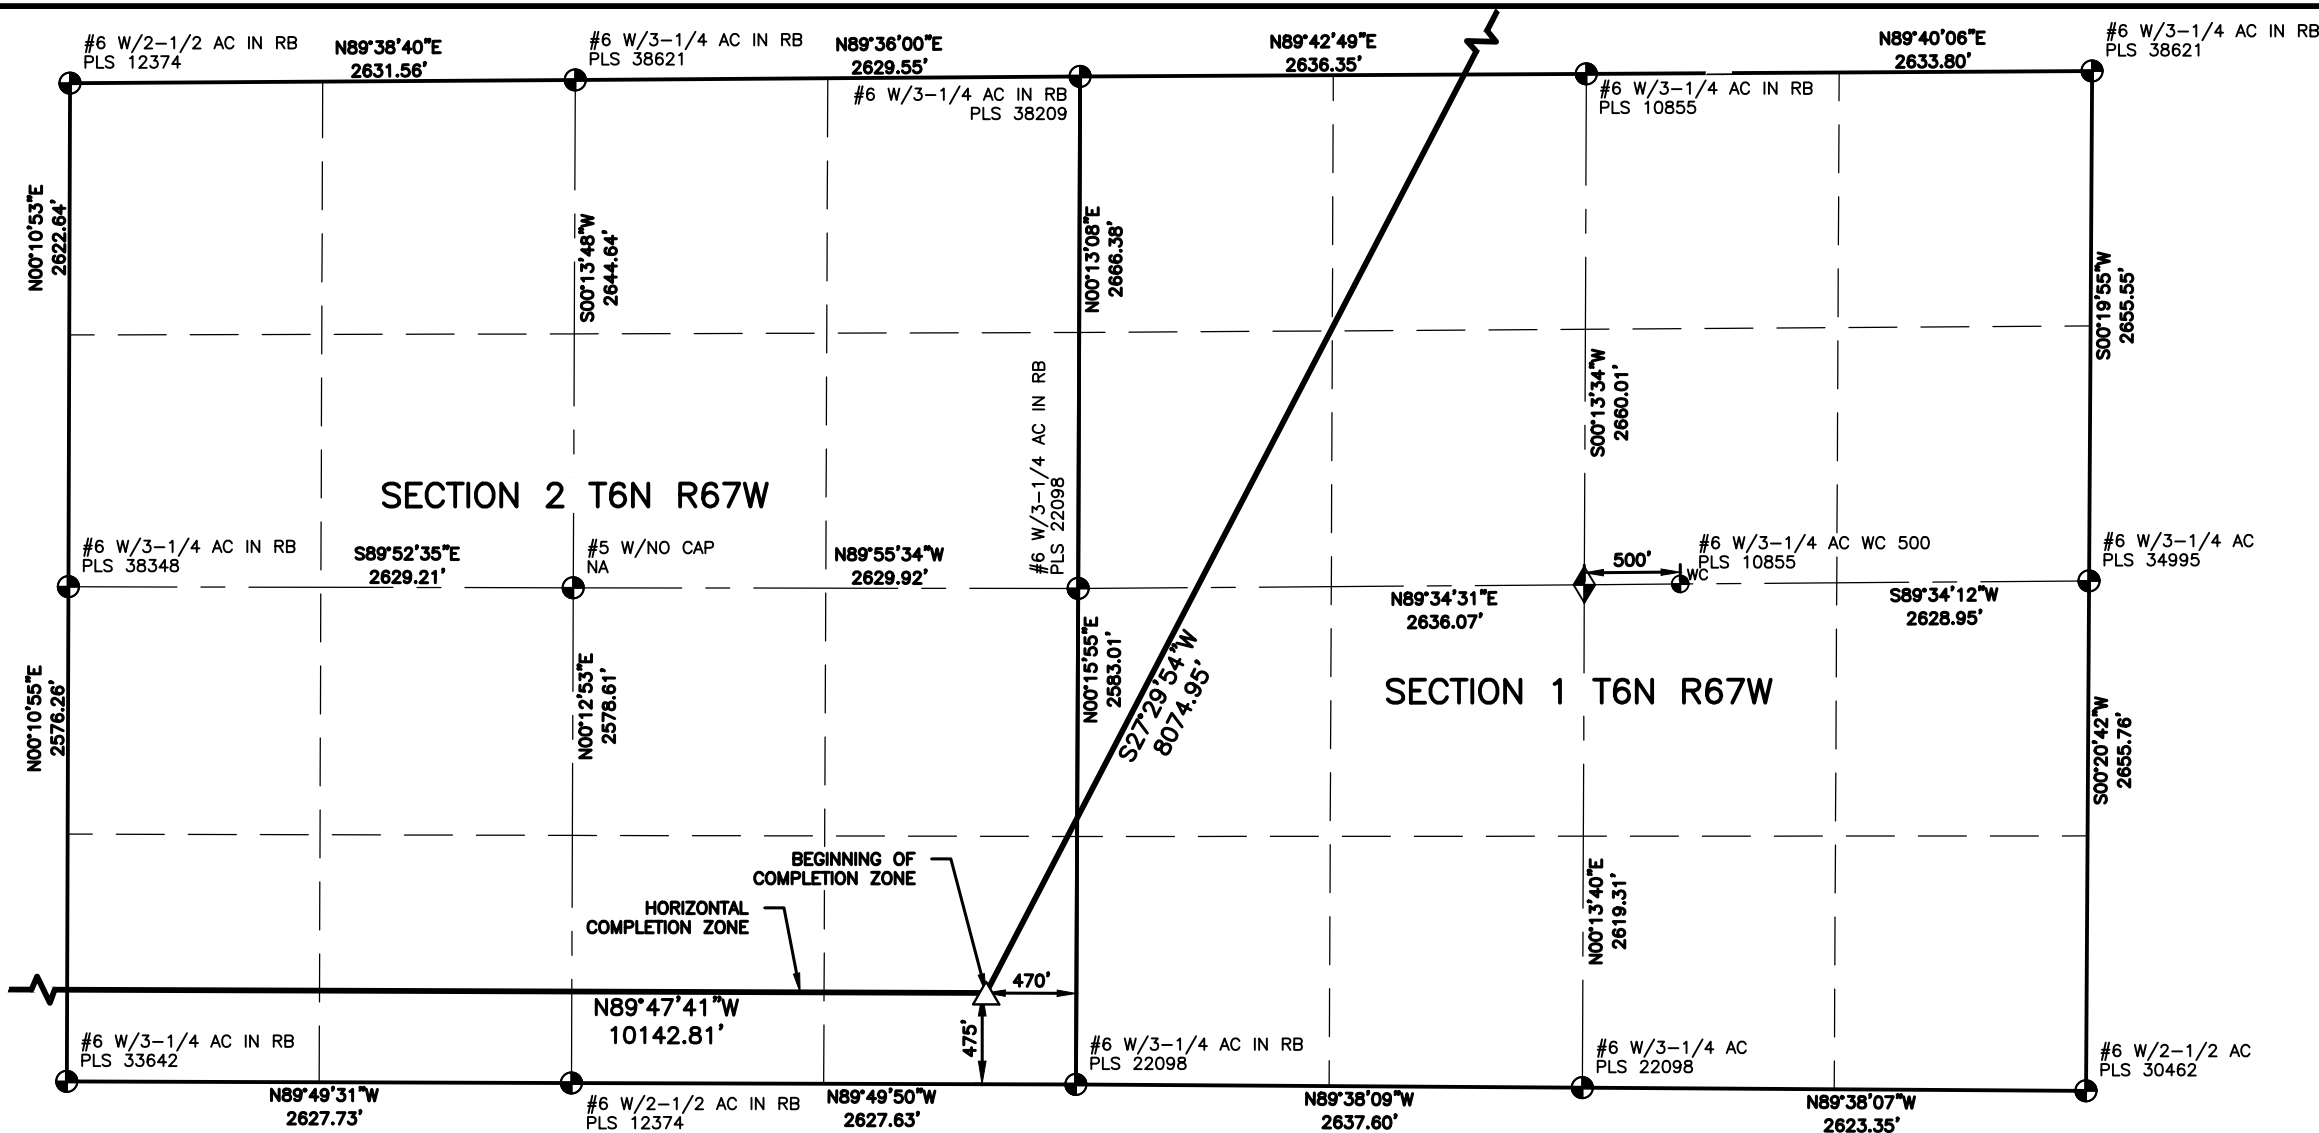 #6 W/2-1/2 AC IN RB
PLS 12374
N89°38'40"E
2631.56'
#6 W/3-1/4 AC IN RB
PLS 38621
N89°36'00"E
2629.55'
#6 W/3-1/4 AC IN RB
PLS 38209
N89°42'49"E
2636.35'
#6 W/3-1/4 AC IN RB
PLS 10855
N89°40'06"E
2633.80'
#6 W/3-1/4 AC IN RB
PLS 38621
N00°10'53"E
2622.64'
S00°13'48"W
2644.64'
N00°13'08"E
2666.38'
S00°13'34"W
2660.01'
S00°19'55"W
2655.55'
#6 W/3-1/4 AC IN RB
PLS 22098
SECTION 2 T6N R67W
#6 W/3-1/4 AC IN RB
PLS 38348
S89°52'35"E
2629.21'
#5 W/NO CAP
NA
N89°55'34"W
2629.92'
500'
#6 W/3-1/4 AC WC 500
PLS 10855
WC
#6 W/3-1/4 AC
PLS 34995
N89°34'31"E
2636.07'
S89°34'12"W
2628.95'
N00°10'55"E
2576.26'
N00°12'53"E
2578.61'
N00°15'55"E
2583.01'
S27°29'54"W
8074.95'
SECTION 1 T6N R67W
S00°20'42"W
2655.76'
BEGINNING OF
COMPLETION ZONE
HORIZONTAL
COMPLETION ZONE
N00°13'40"E
2619.31'
470'
475'
N89°47'41"W
10142.81'
#6 W/3-1/4 AC IN RB
PLS 33642
#6 W/3-1/4 AC IN RB
PLS 22098
#6 W/3-1/4 AC
PLS 22098
#6 W/2-1/2 AC
PLS 30462
N89°49'31"W
2627.73'
#6 W/2-1/2 AC IN RB
PLS 12374
N89°49'50"W
2627.63'
N89°38'09"W
2637.60'
N89°38'07"W
2623.35'